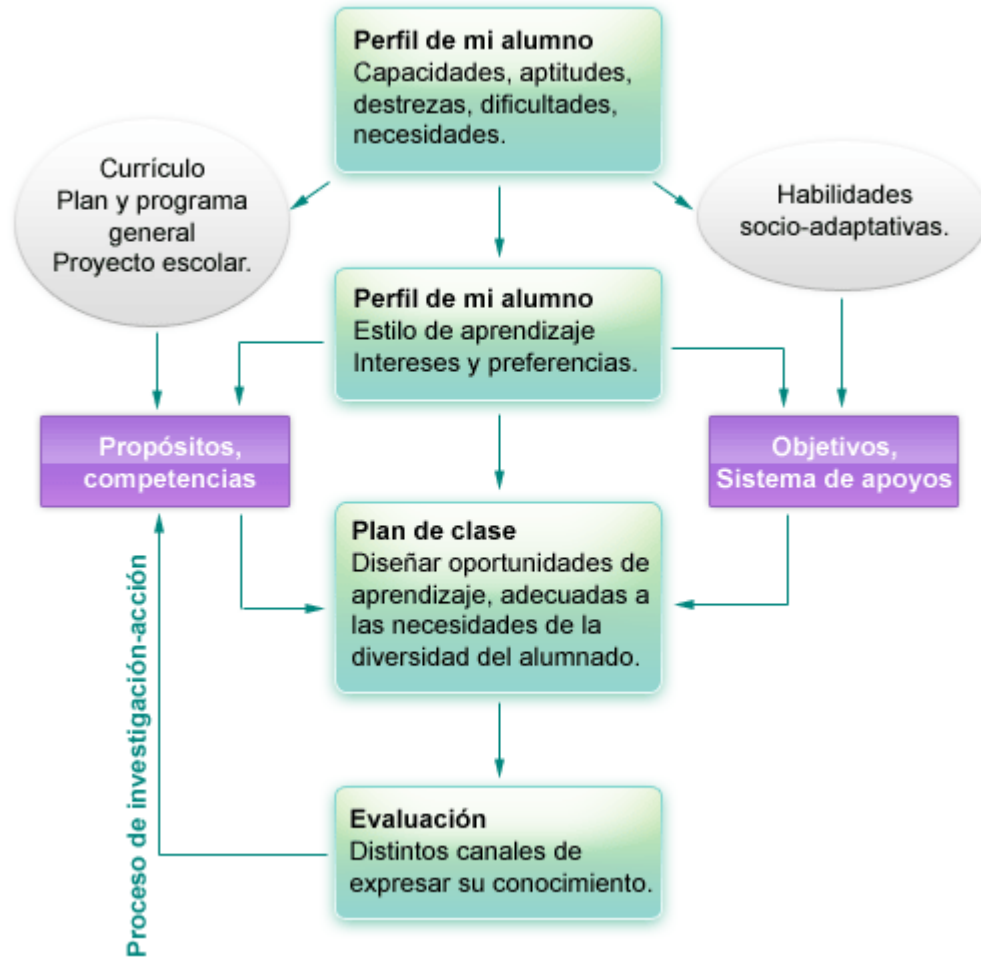 Perfil de mi alumno
Capacidades, aptitudes,
destrezas, dificultades,
necesidades.
Currículo
Plan y programa
general
Proyecto escolar.
Habilidades
socio-adaptativas.
Perfil de mi alumno
Estilo de aprendizaje
Intereses y preferencias.
Propósitos,
competencias
Objetivos,
Sistema de apoyos
Plan de clase
Diseñar oportunidades de
aprendizaje, adecuadas a
las necesidades de la
diversidad del alumnado.
Proceso de investigación-acción
Evaluación
Distintos canales de
expresar su conocimiento.